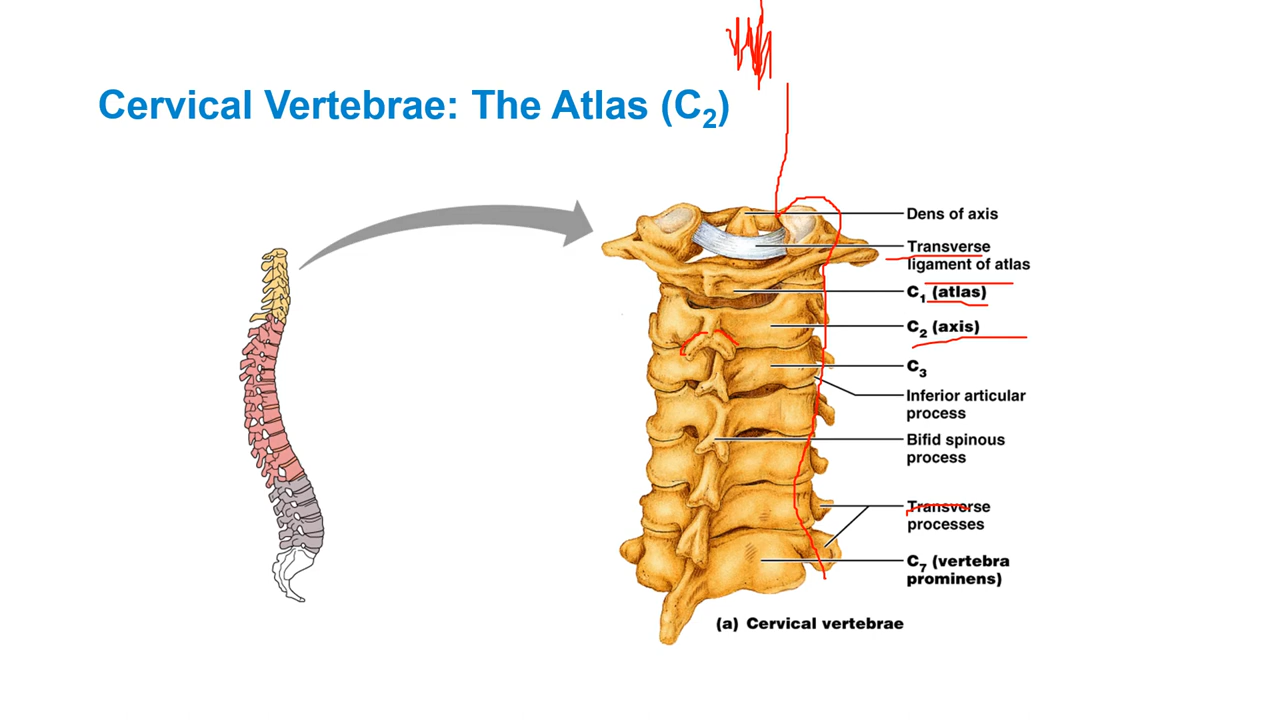 Cervical Vertebrae: The Atlas (C₂)
Dens of axis
Transverse
ligament of atlas
C₁ (atlas)
C₂ (axis)
C₃
Inferior articular
process
Bifid spinous
process
Transverse
processes
C₇ (vertebra
prominens)
(a) Cervical vertebrae